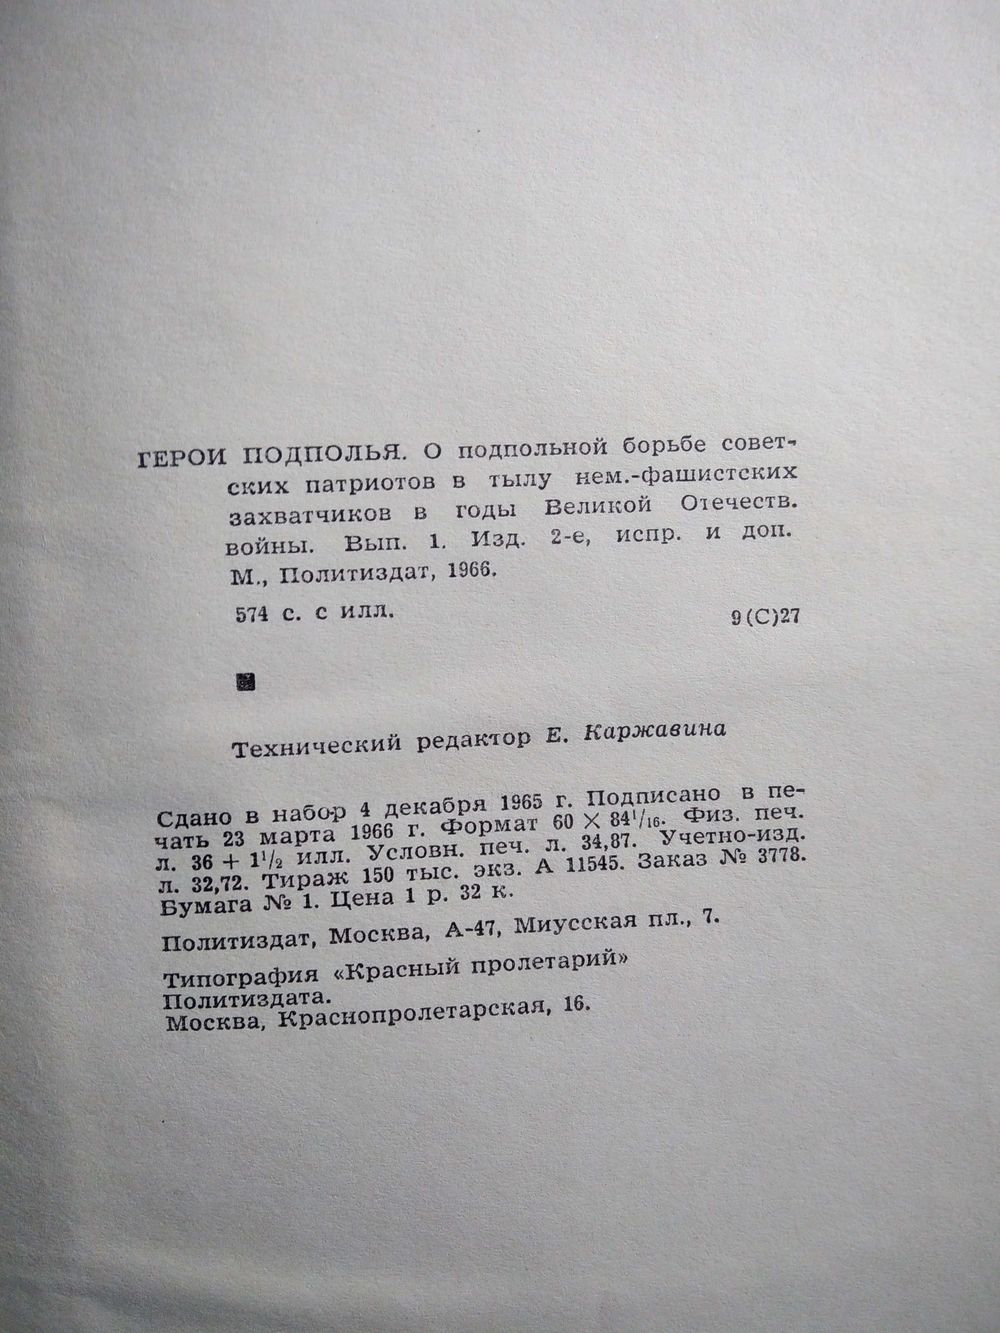 ГЕРОИ ПОДПОЛЬЯ. О подпольной борьбе совет-
ских патриотов в тылу нем.-фашистских
захватчиков в годы Великой Отечеств.
войны. Вып. 1. Изд. 2-е, испр. и доп.
М., Политиздат, 1966.
574 с. с илл.
9(С)27
Технический редактор Е. Каржавина
Сдано в набор 4 декабря 1965 г. Подписано в пе-
чать 23 марта 1966 г. Формат 60 × 84¹/₁₆. Физ. печ.
л. 36 + 1¹/₂ илл. Условн. печ. л. 34,87. Учетно-изд.
л. 32,72. Тираж 150 тыс. экз. А 11545. Заказ № 3778.
Бумага № 1. Цена 1 р. 32 к.
Политиздат, Москва, А-47, Миусская пл., 7.
Типография «Красный пролетарий»
Политиздата.
Москва, Краснопролетарская, 16.